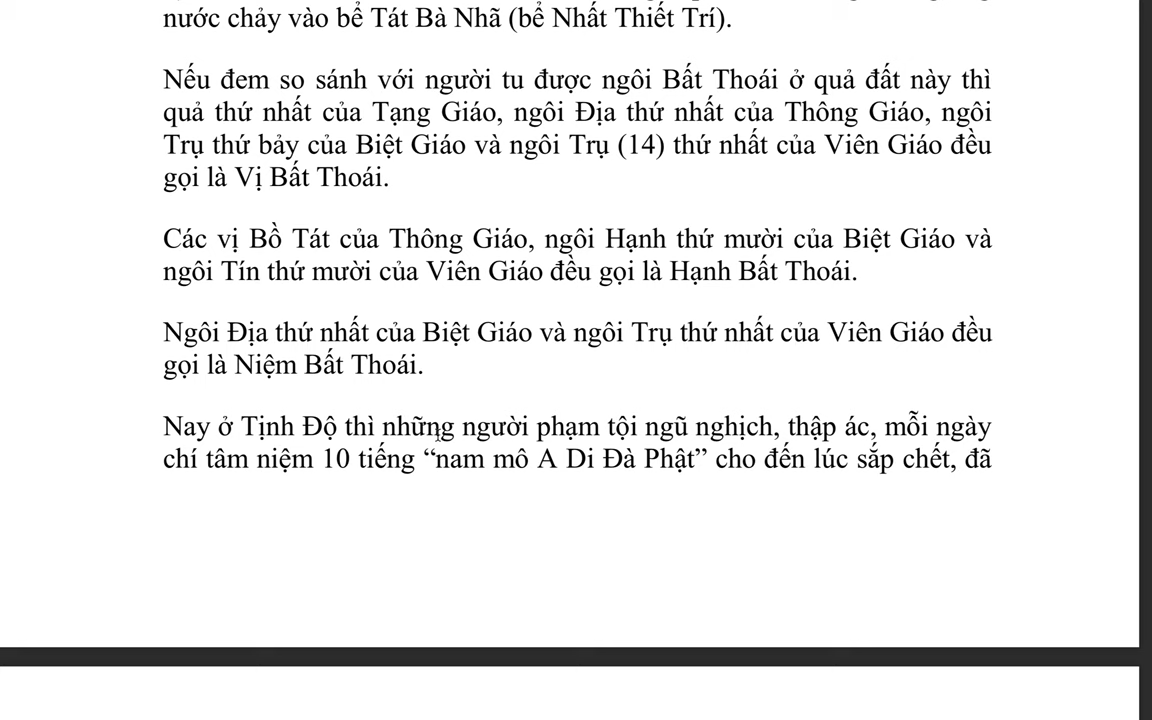 nước chảy vào bể Tát Bà Nhã (bể Nhất Thiết Trí).
Nếu đem so sánh với người tu được ngôi Bất Thoái ở quả đất này thì
quả thứ nhất của Tạng Giáo, ngôi Địa thứ nhất của Thông Giáo, ngôi
Trụ thứ bảy của Biệt Giáo và ngôi Trụ (14) thứ nhất của Viên Giáo đều
gọi là Vị Bất Thoái.
Các vị Bồ Tát của Thông Giáo, ngôi Hạnh thứ mười của Biệt Giáo và
ngôi Tín thứ mười của Viên Giáo đều gọi là Hạnh Bất Thoái.
Ngôi Địa thứ nhất của Biệt Giáo và ngôi Trụ thứ nhất của Viên Giáo đều
gọi là Niệm Bất Thoái.
Nay ở Tịnh Độ thì những người phạm tội ngũ nghịch, thập ác, mỗi ngày
chí tâm niệm 10 tiếng “nam mô A Di Đà Phật” cho đến lúc sắp chết, đã